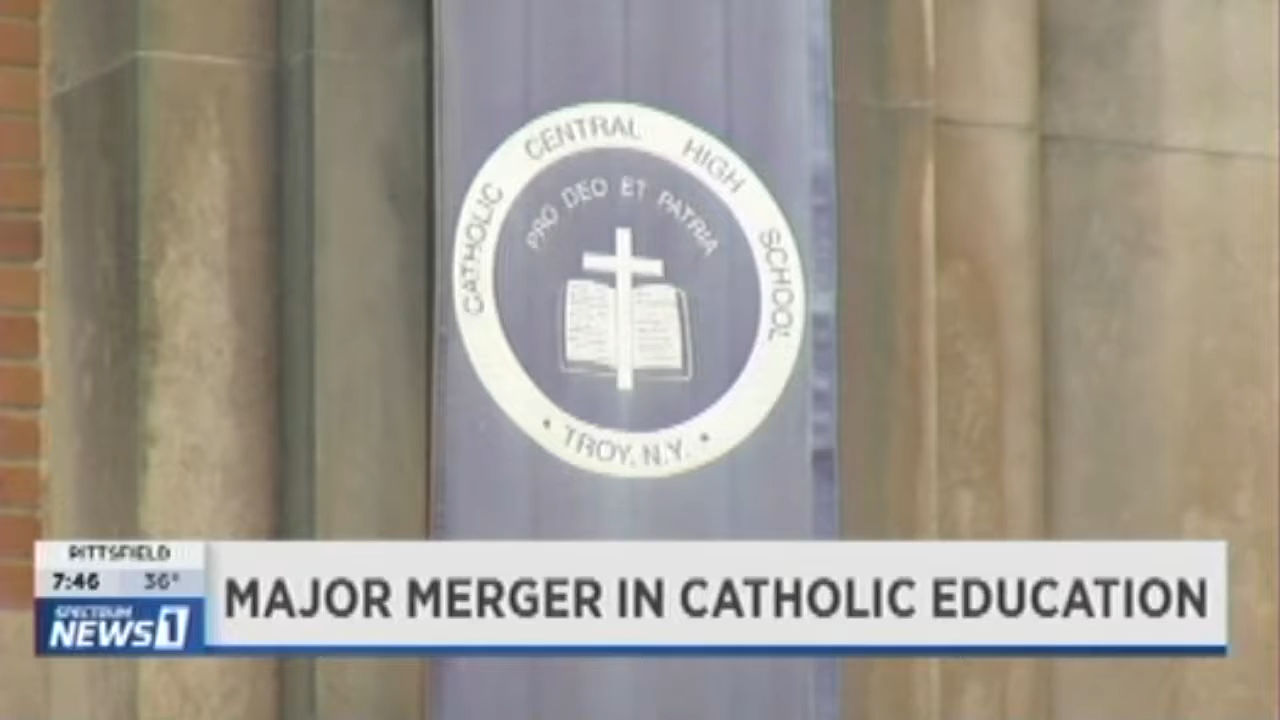 CATHOLIC CENTRAL HIGH SCHOOL
PRO DEO ET PATRIA
• TROY, N.Y. •
PITTSFIELD
7:46 36°
SPECTRUM
NEWS 1
MAJOR MERGER IN CATHOLIC EDUCATION